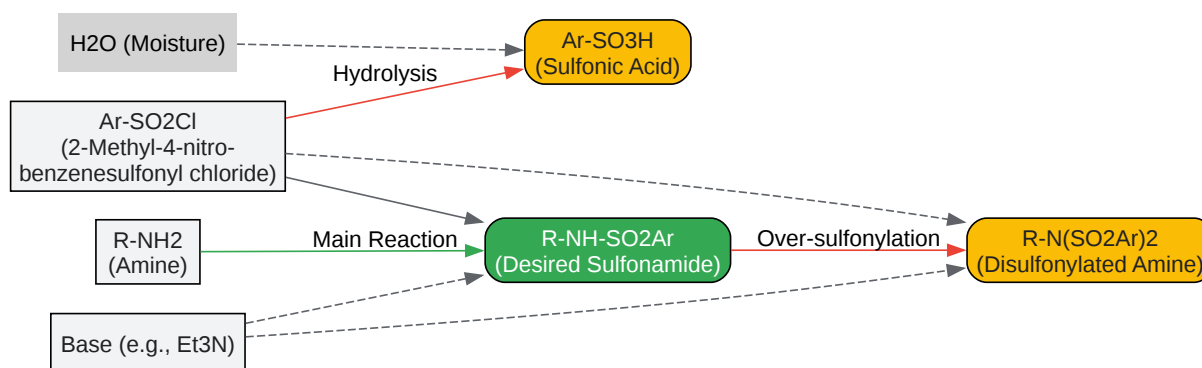 H2O (Moisture)
Ar-SO3H
(Sulfonic Acid)
Hydrolysis
Ar-SO2Cl
(2-Methyl-4-nitro-
benzenesulfonyl chloride)
R-NH2
(Amine)
Main Reaction
R-NH-SO2Ar
(Desired Sulfonamide)
Over-sulfonylation
R-N(SO2Ar)2
(Disulfonylated Amine)
Base (e.g., Et3N)